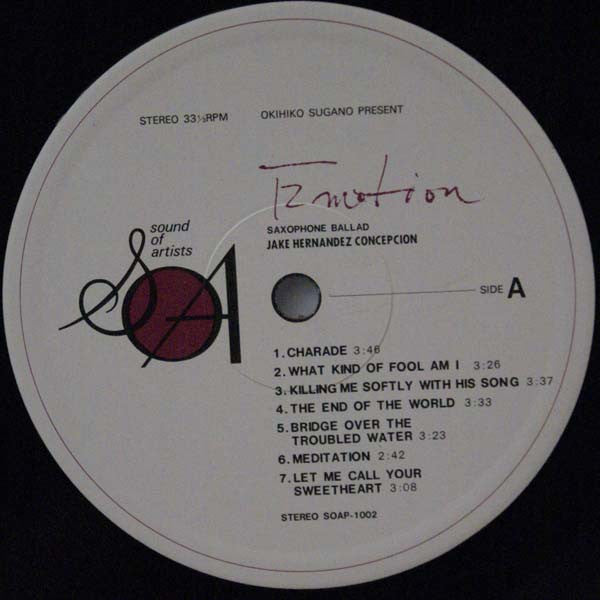 STEREO 33⅓RPM OKIHIKO SUGANO PRESENT
Emotion
SAXOPHONE BALLAD
JAKE HERNANDEZ CONCEPCION
sound
of
artists
SOA
SIDE A
1.CHARADE 3:46
2.WHAT KIND OF FOOL AM I 3:26
3.KILLING ME SOFTLY WITH HIS SONG 3:37
4.THE END OF THE WORLD 3:33
5.BRIDGE OVER THE
TROUBLED WATER 3:23
6.MEDITATION 2:42
7.LET ME CALL YOUR
SWEETHEART 3:08
STEREO SOAP-1002